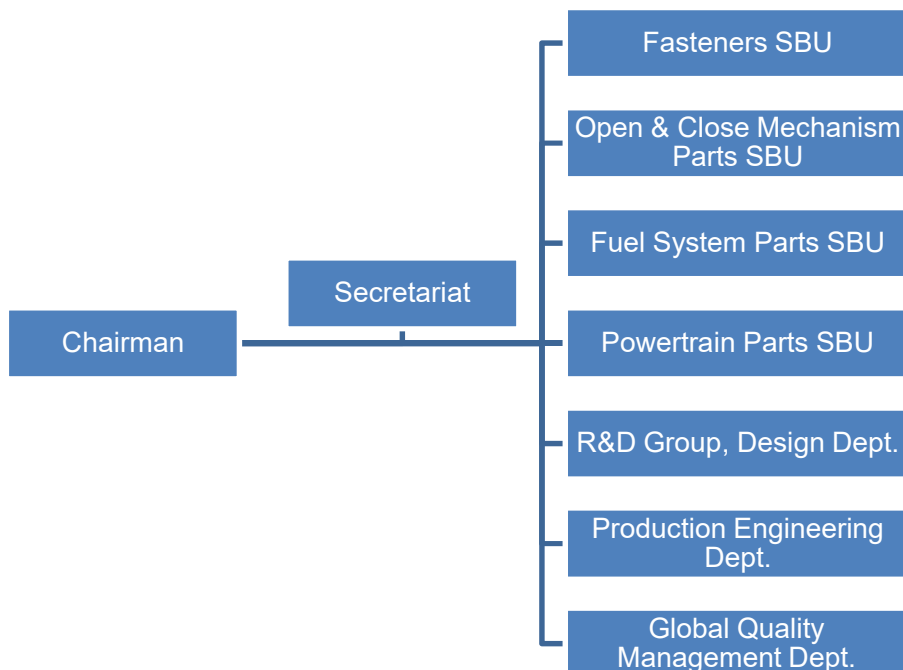 Fasteners SBU
Open & Close Mechanism
Parts SBU
Fuel System Parts SBU
Secretariat
Chairman
Powertrain Parts SBU
R&D Group, Design Dept.
Production Engineering
Dept.
Global Quality
Management Dept.